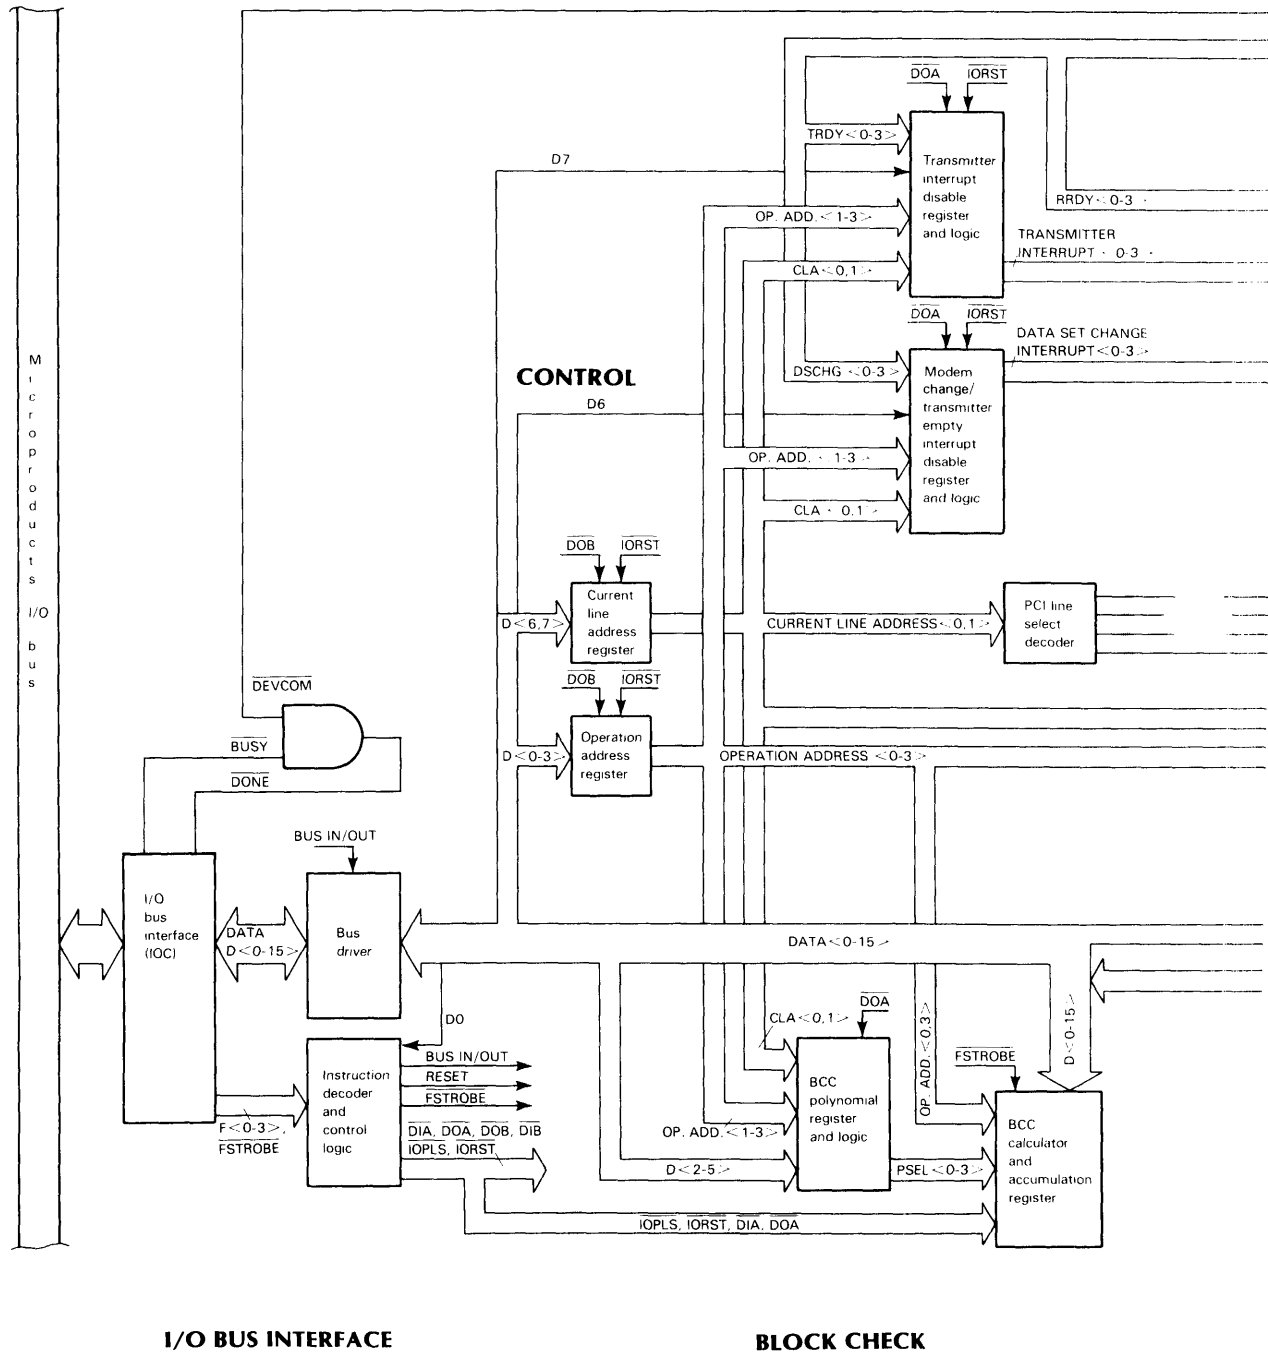 DOA IORST
TRDY<0-3>
Transmitter
interrupt
disable
register
and logic
D7
OP. ADD.<1-3>
CLA<0,1>
RRDY<0-3
TRANSMITTER
INTERRUPT 0-3
DOA IORST
DATA SET CHANGE
INTERRUPT<0-3>
DSCHG <0-3>
Modem
change/
transmitter
empty
interrupt
disable
register
and logic
CONTROL
D6
OP. ADD. 1-3
CLA 0,1
Microproducts I/O bus
DOB IORST
D<6,7>
Current
line
address
register
CURRENT LINE ADDRESS<0,1>
PCI line
select
decoder
DEVCOM
BUSY
DONE
DOB IORST
D<0-3>
Operation
address
register
OPERATION ADDRESS <0-3>
BUS IN/OUT
I/O
bus
interface
(IOC)
DATA
D<0-15>
Bus
driver
DATA<0-15>
D0
Instruction
decoder
and
control
logic
BUS IN/OUT
RESET
FSTROBE
DIA, DOA, DOB, DIB
IOPLS, IORST
F<0-3>,
FSTROBE
CLA<0,1>
DOA
BCC
polynomial
register
and logic
OP. ADD.<1-3>
D<2-5>
PSEL<0-3>
OP. ADD.<0,3>
FSTROBE
D<0-15>
BCC
calculator
and
accumulation
register
IOPLS, IORST, DIA, DOA
I/O BUS INTERFACE
BLOCK CHECK